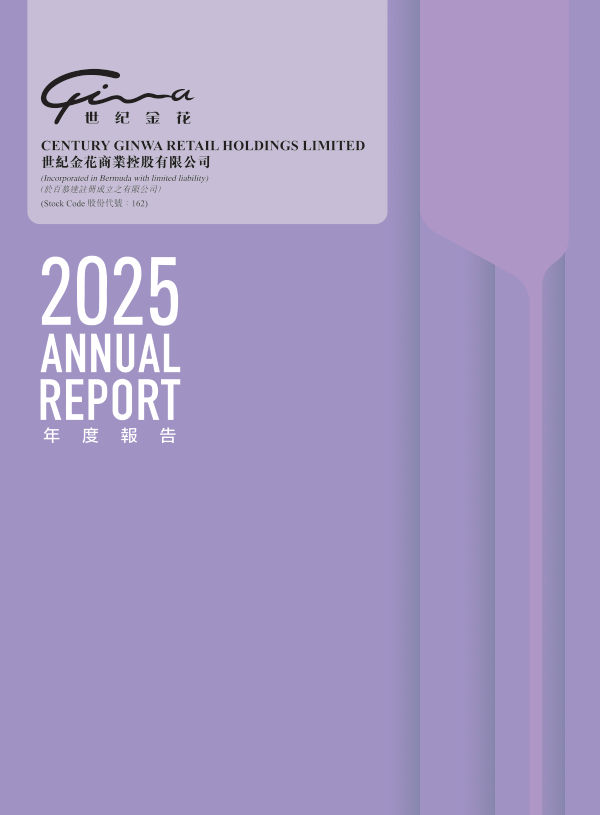 Ginwa
世纪金花
CENTURY GINWA RETAIL HOLDINGS LIMITED
世紀金花商業控股有限公司
(Incorporated in Bermuda with limited liability)
(於百慕達註冊成立之有限公司)
(Stock Code 股份代號：162)
2025
ANNUAL
REPORT
年度報告